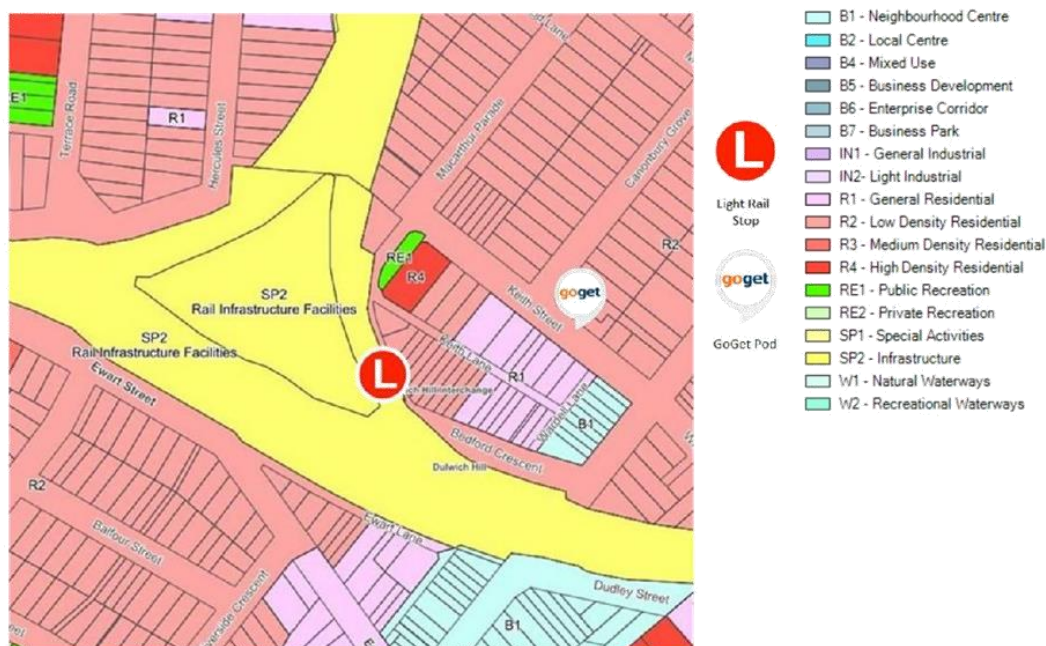 RE1
Terrace Road
R1
Hercules Street
Macarthur Parade
Canonbury Grove
R2
RE1
R4
Keith Street
goget
SP2
Rail Infrastructure Facilities
SP2
Rail Infrastructure Facilities
Ewart Street
L
Keith Lane
R1
Wardell Lane
B1
Bedford Crescent
Dulwich Hill
R2
Balfour Street
Ewart Lane
Dudley Street
B1
B1 - Neighbourhood Centre
B2 - Local Centre
B4 - Mixed Use
B5 - Business Development
B6 - Enterprise Corridor
B7 - Business Park
IN1 - General Industrial
IN2- Light Industrial
R1 - General Residential
R2 - Low Density Residential
R3 - Medium Density Residential
R4 - High Density Residential
RE1 - Public Recreation
RE2 - Private Recreation
SP1 - Special Activities
SP2 - Infrastructure
W1 - Natural Waterways
W2 - Recreational Waterways
L
Light Rail
Stop
goget
GoGet Pod